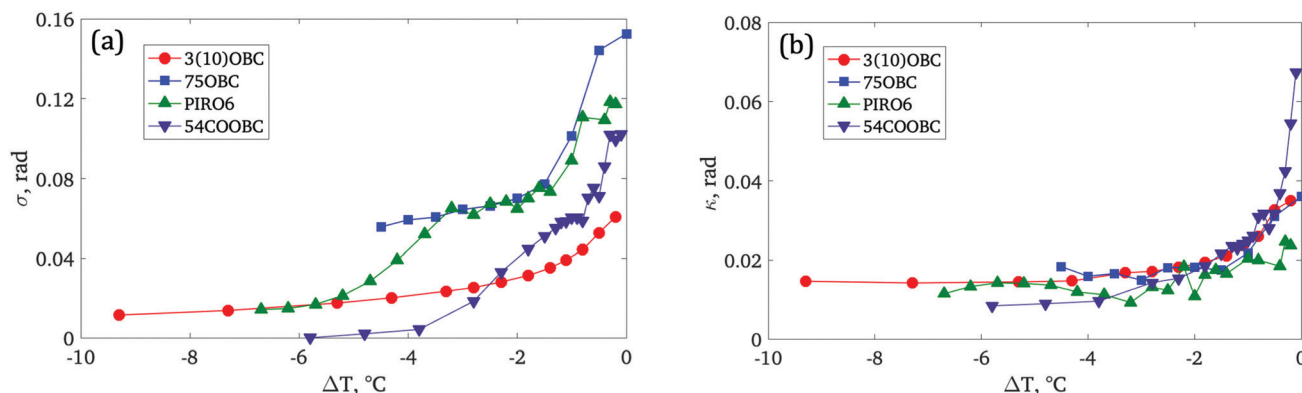 (a)
3(10)OBC
75OBC
PIRO6
54COOBC
0.16
0.12
0.08
0.04
0
σ, rad
-10
-8
-6
-4
-2
0
ΔT, °C
(b)
3(10)OBC
75OBC
PIRO6
54COOBC
0.08
0.06
0.04
0.02
0
κ, rad
-10
-8
-6
-4
-2
0
ΔT, °C